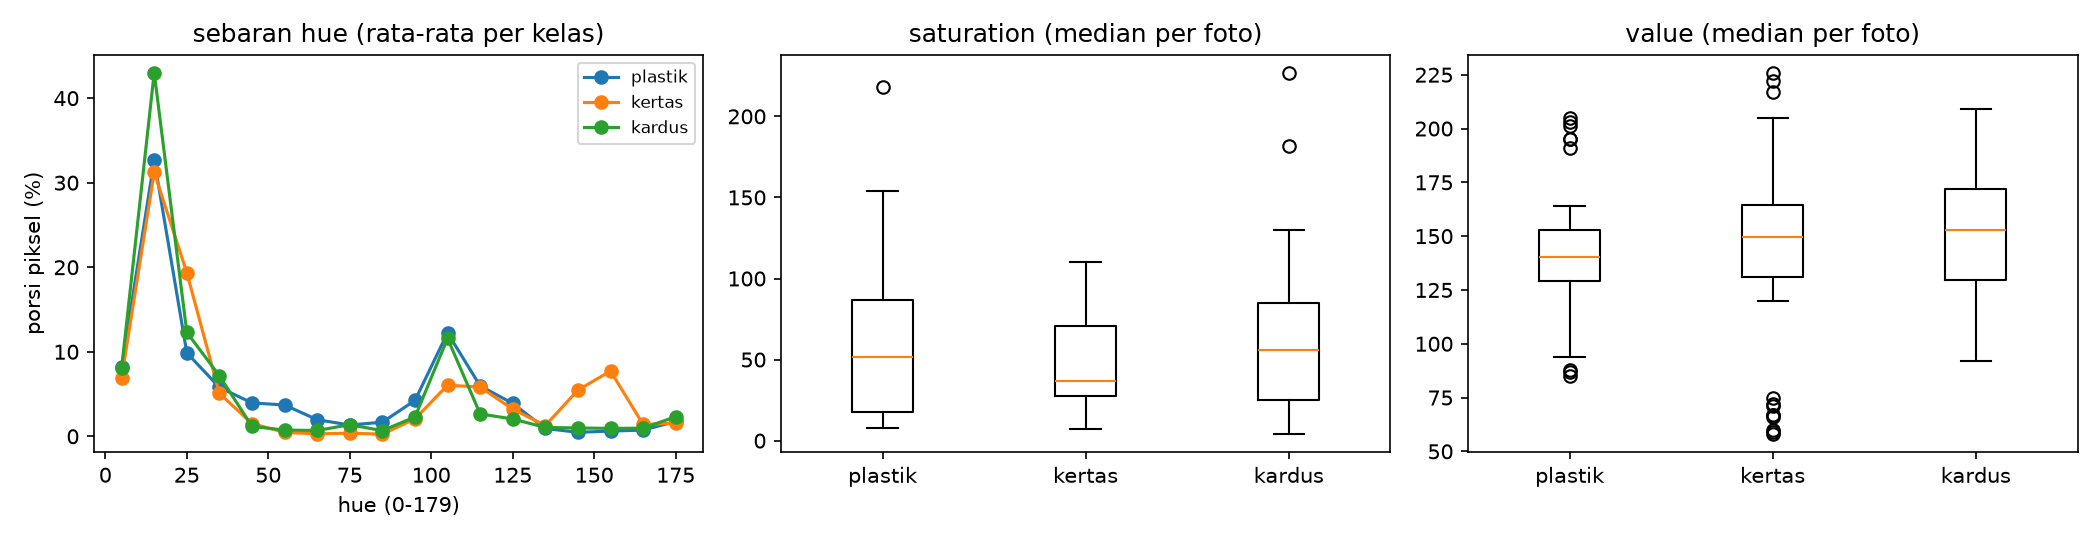 sebaran hue (rata-rata per kelas)
porsi piksel (%)
40
30
20
10
0
0 25 50 75 100 125 150 175
hue (0-179)
plastik
kertas
kardus
saturation (median per foto)
200
150
100
50
0
plastik kertas kardus
value (median per foto)
225
200
175
150
125
100
75
50
plastik kertas kardus